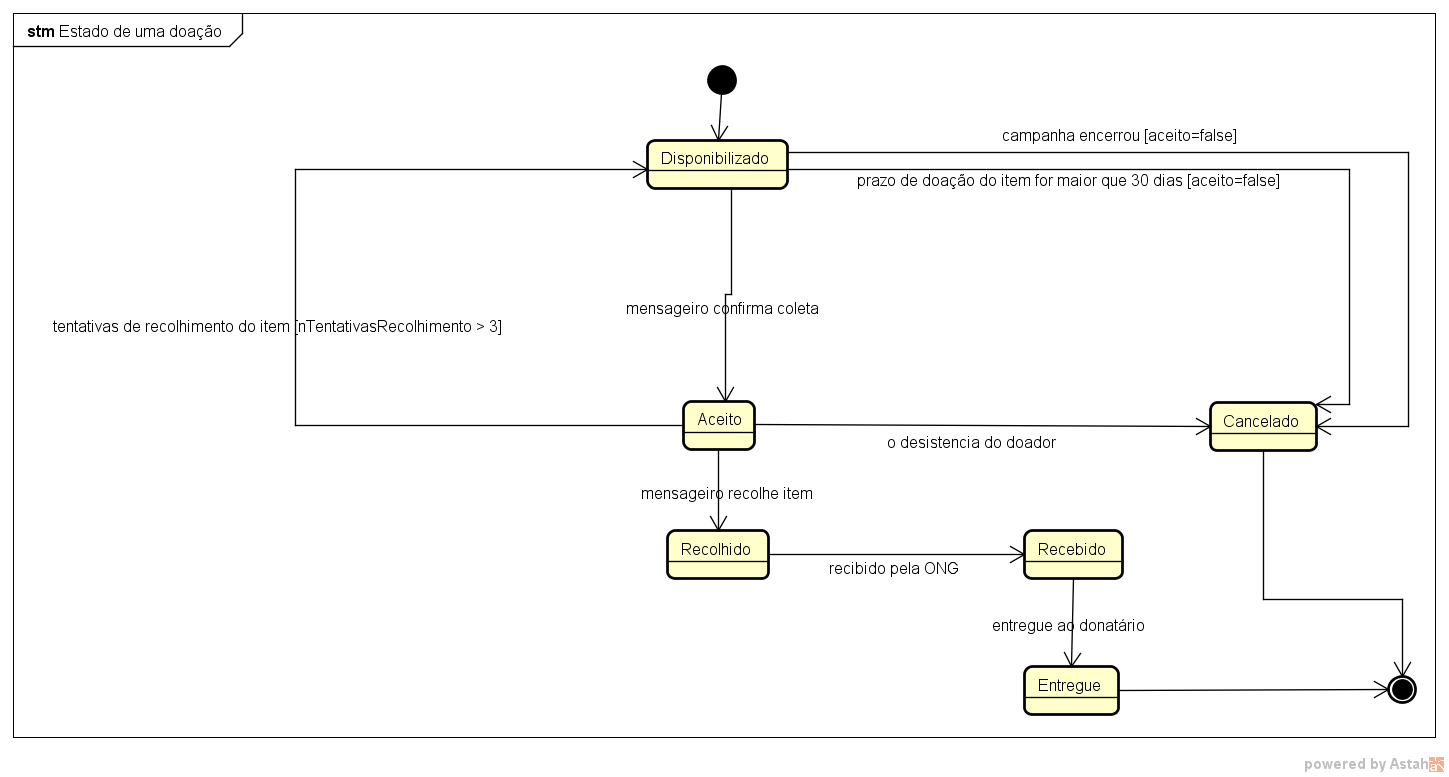 stm Estado de uma doação
campanha encerrou [aceito=false]
Disponibilizado
prazo de doação do item for maior que 30 dias [aceito=false]
mensageiro confirma coleta
tentativas de recolhimento do item [nTentativasRecolhimento > 3]
Aceito
Cancelado
o desistencia do doador
mensageiro recolhe item
Recolhido
Recebido
recibido pela ONG
entregue ao donatário
Entregue
powered by Astah